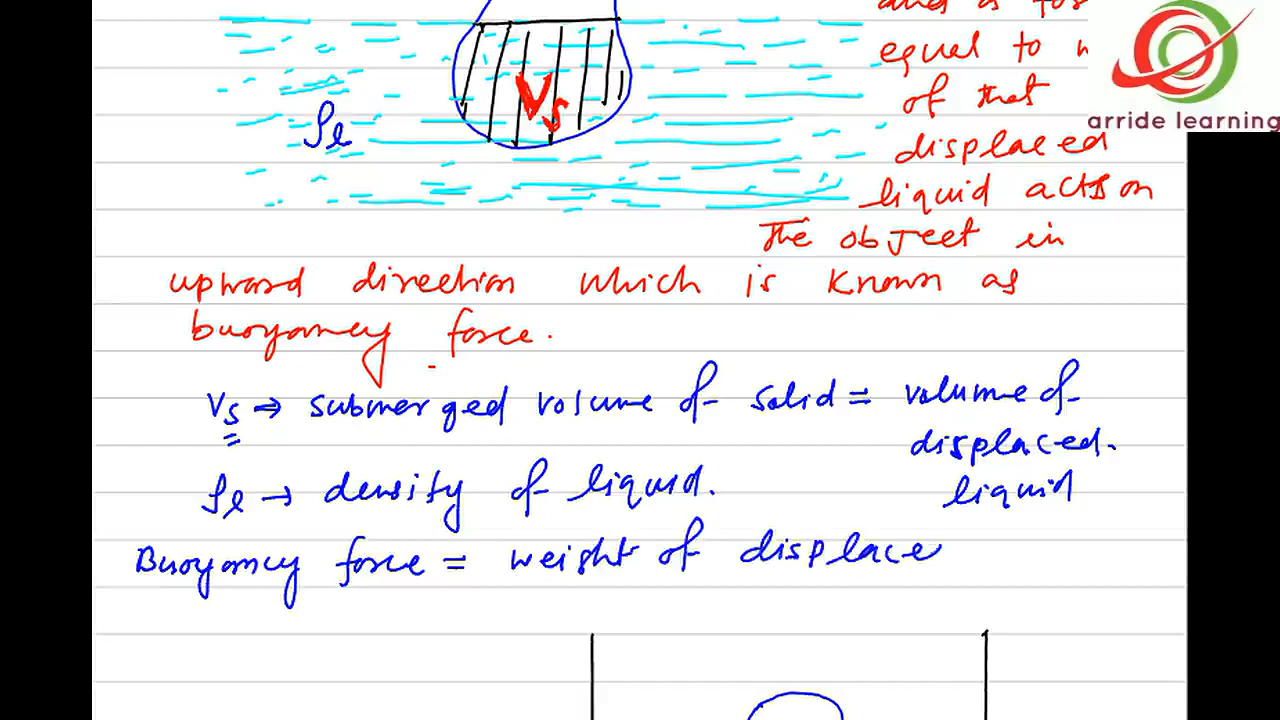 Vs
ρl
equal to
of that
displaced
liquid acts on
The object in
upward direction which is known as
buoyancy force.
Vs ⇒ submerged volume of solid = volume of
displaced.
liquid
ρl → density of liquid.
Buoyancy force = weight of displace
arride learning